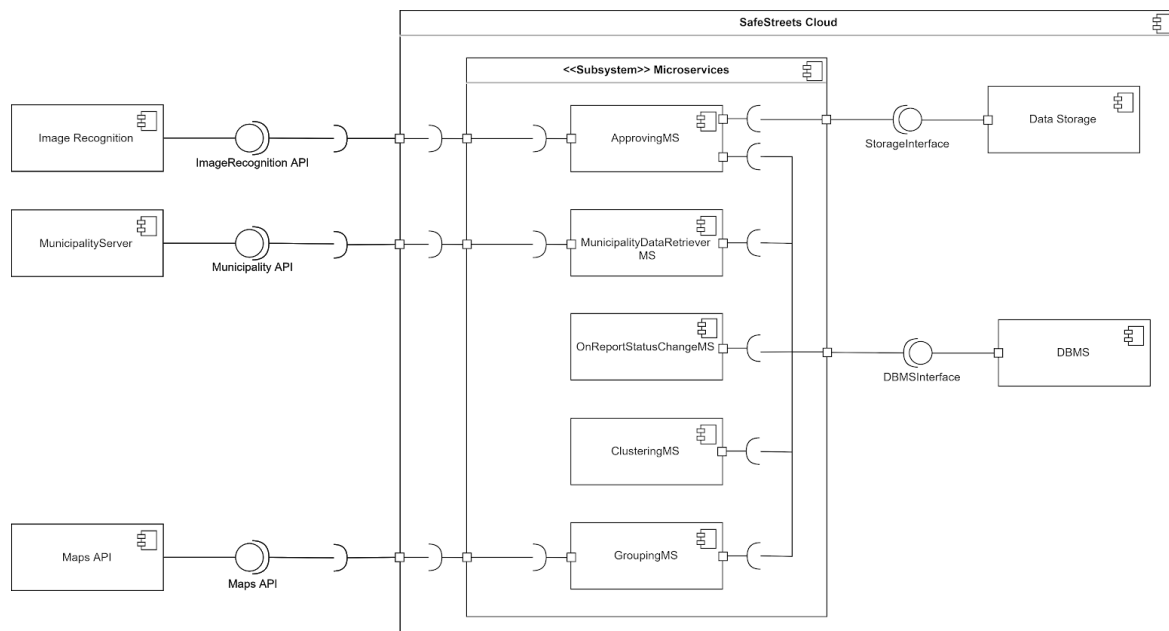 SafeStreets Cloud
<<Subsystem>> Microservices
Image Recognition
ImageRecognition API
ApprovingMS
StorageInterface
Data Storage
MunicipalityServer
Municipality API
MunicipalityDataRetriever
MS
OnReportStatusChangeMS
DBMSInterface
DBMS
ClusteringMS
Maps API
Maps API
GroupingMS